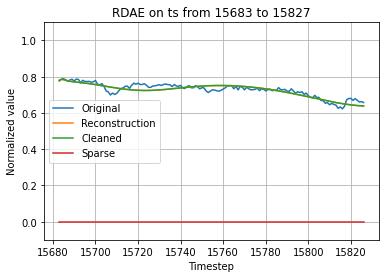 RDAE on ts from 15683 to 15827
1.0
0.8
0.6
0.4
0.2
0.0
Normalized value
Original
Reconstruction
Cleaned
Sparse
15680 15700 15720 15740 15760 15780 15800 15820
Timestep